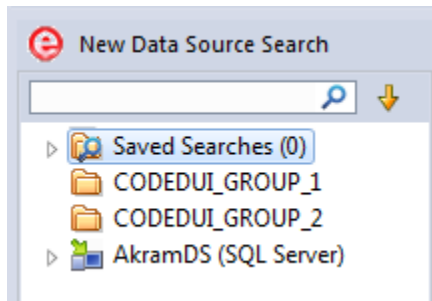 New Data Source Search
Saved Searches (0)
CODEDUI_GROUP_1
CODEDUI_GROUP_2
AkramDS (SQL Server)